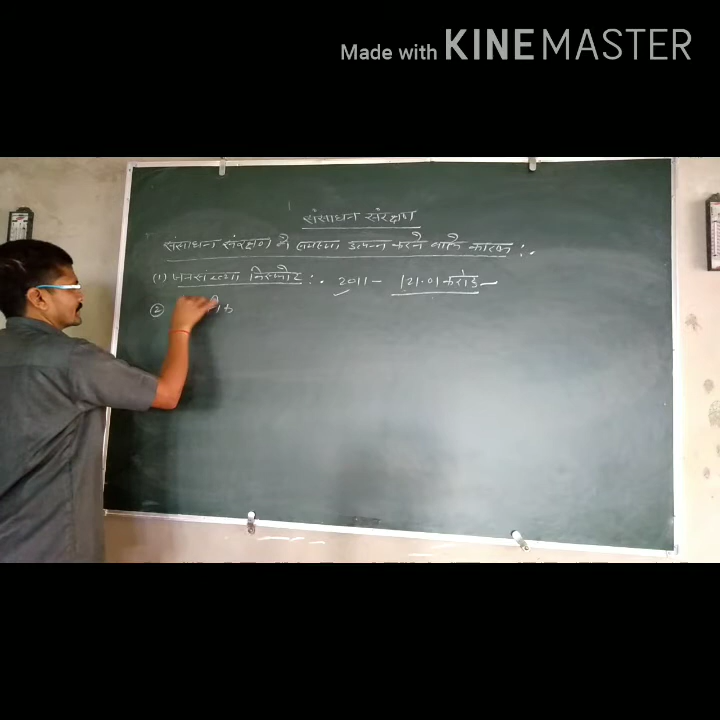 Made with KINEMASTER
संसाधन संरक्षण
संसाधन संरक्षण की समस्या उत्पन्न करने वाले कारक :.
(1) जनसंख्या विस्फोट :. 2011 - 121.01 करोड़ -
②